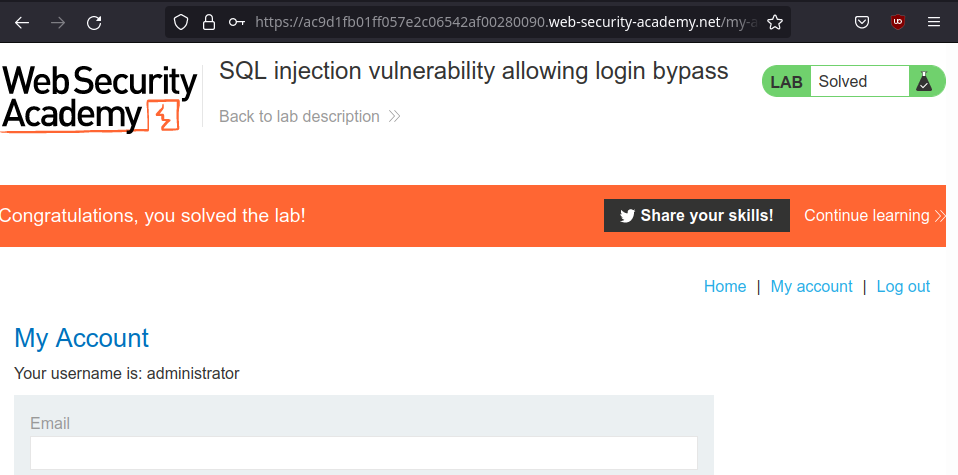 https://ac9d1fb01ff057e2c06542af00280090.web-security-academy.net/my-a
Web Security
Academy
SQL injection vulnerability allowing login bypass
Back to lab description
LAB Solved
Congratulations, you solved the lab!
Share your skills!
Continue learning
Home | My account | Log out
My Account
Your username is: administrator
Email